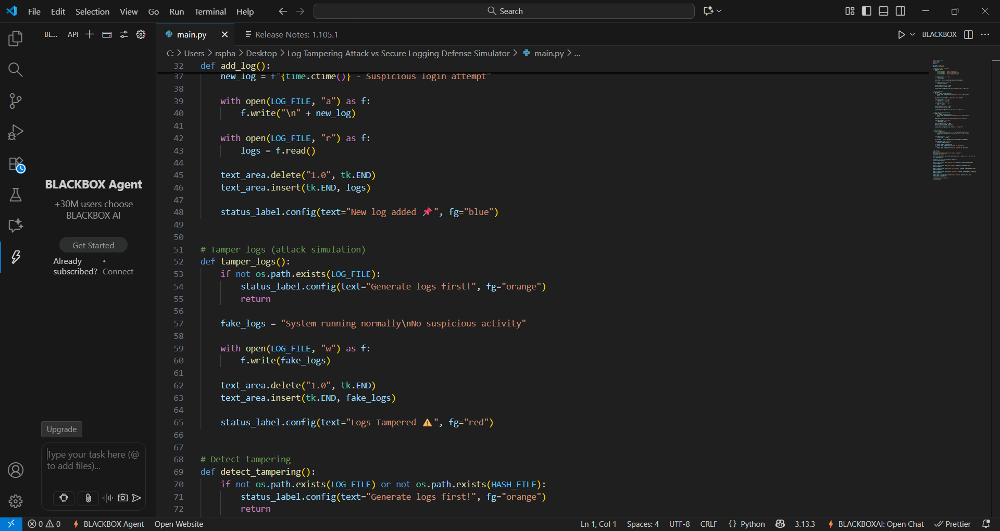 File Edit Selection View Go Run Terminal Help
Search
BL... API
main.py
Release Notes: 1.105.1
BLACKBOX
C: > Users > rspha > Desktop > Log Tampering Attack vs Secure Logging Defense Simulator > main.py > ...
32 def add_log():
37 new_log = f"{time.ctime()} - Suspicious login attempt"
38
39 with open(LOG_FILE, "a") as f:
40 f.write("\n" + new_log)
41
42 with open(LOG_FILE, "r") as f:
43 logs = f.read()
44
45 text_area.delete("1.0", tk.END)
46 text_area.insert(tk.END, logs)
47
48 status_label.config(text="New log added 📌", fg="blue")
49
50
51 # Tamper logs (attack simulation)
52 def tamper_logs():
53 if not os.path.exists(LOG_FILE):
54 status_label.config(text="Generate logs first!", fg="orange")
55 return
56
57 fake_logs = "System running normally\nNo suspicious activity"
58
59 with open(LOG_FILE, "w") as f:
60 f.write(fake_logs)
61
62 text_area.delete("1.0", tk.END)
63 text_area.insert(tk.END, fake_logs)
64
65 status_label.config(text="Logs Tampered ⚠️", fg="red")
66
67
68 # Detect tampering
69 def detect_tampering():
70 if not os.path.exists(LOG_FILE) or not os.path.exists(HASH_FILE):
71 status_label.config(text="Generate logs first!", fg="orange")
72 return
BLACKBOX Agent
+30M users choose
BLACKBOX AI
Get Started
Already subscribed? • Connect
Upgrade
Type your task here (@
to add files)...
0 0 BLACKBOX Agent Open Website
Ln 1, Col 1 Spaces: 4 UTF-8 CRLF {} Python 3.13.3 BLACKBOXAI: Open Chat Prettier